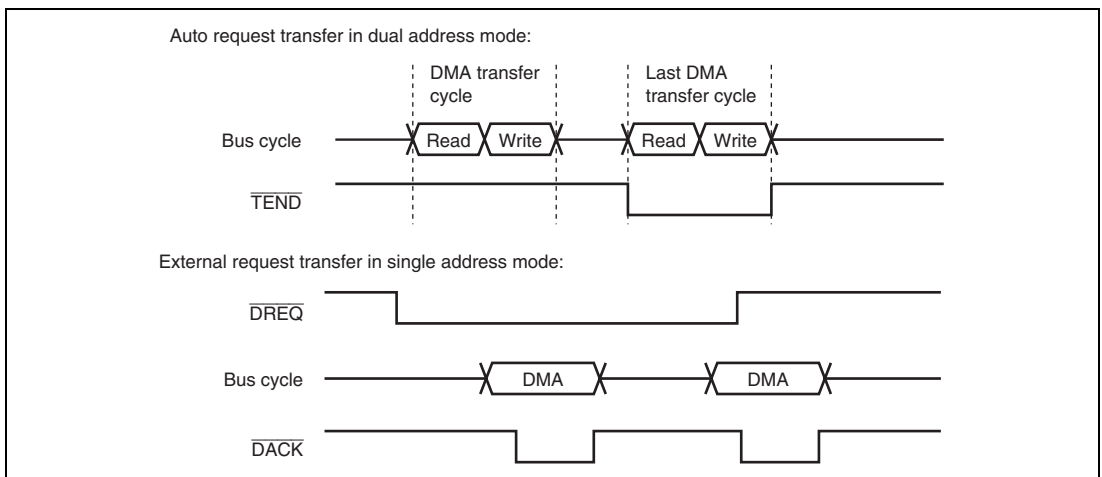 Auto request transfer in dual address mode:
DMA transfer
cycle
Last DMA
transfer cycle
Bus cycle
Read
Write
Read
Write
TEND
External request transfer in single address mode:
DREQ
Bus cycle
DMA
DMA
DACK